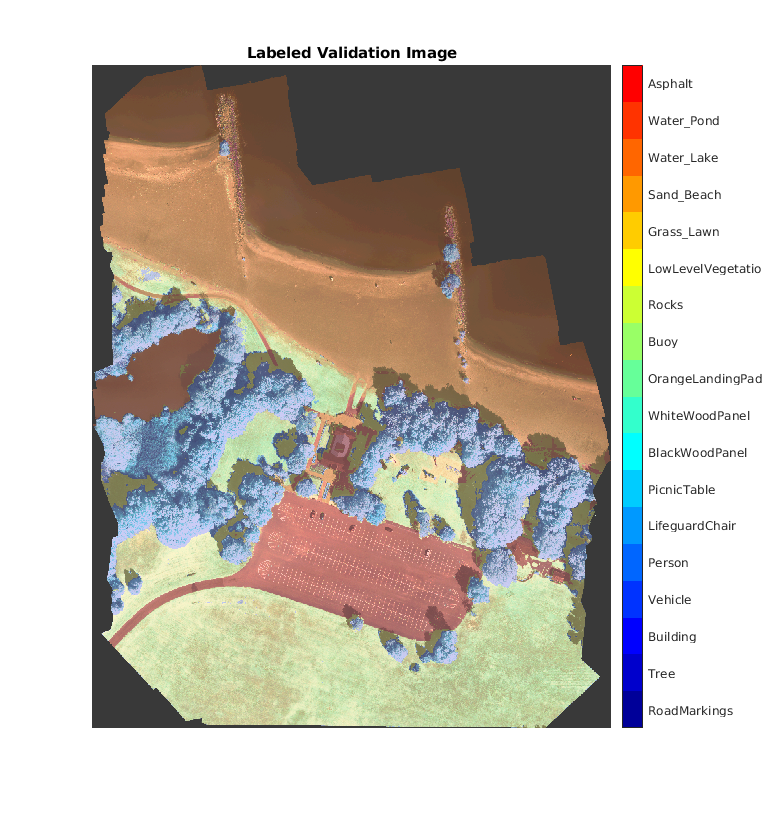 Labeled Validation Image
Asphalt
Water_Pond
Water_Lake
Sand_Beach
Grass_Lawn
LowLevelVegetatio
Rocks
Buoy
OrangeLandingPad
WhiteWoodPanel
BlackWoodPanel
PicnicTable
LifeguardChair
Person
Vehicle
Building
Tree
RoadMarkings